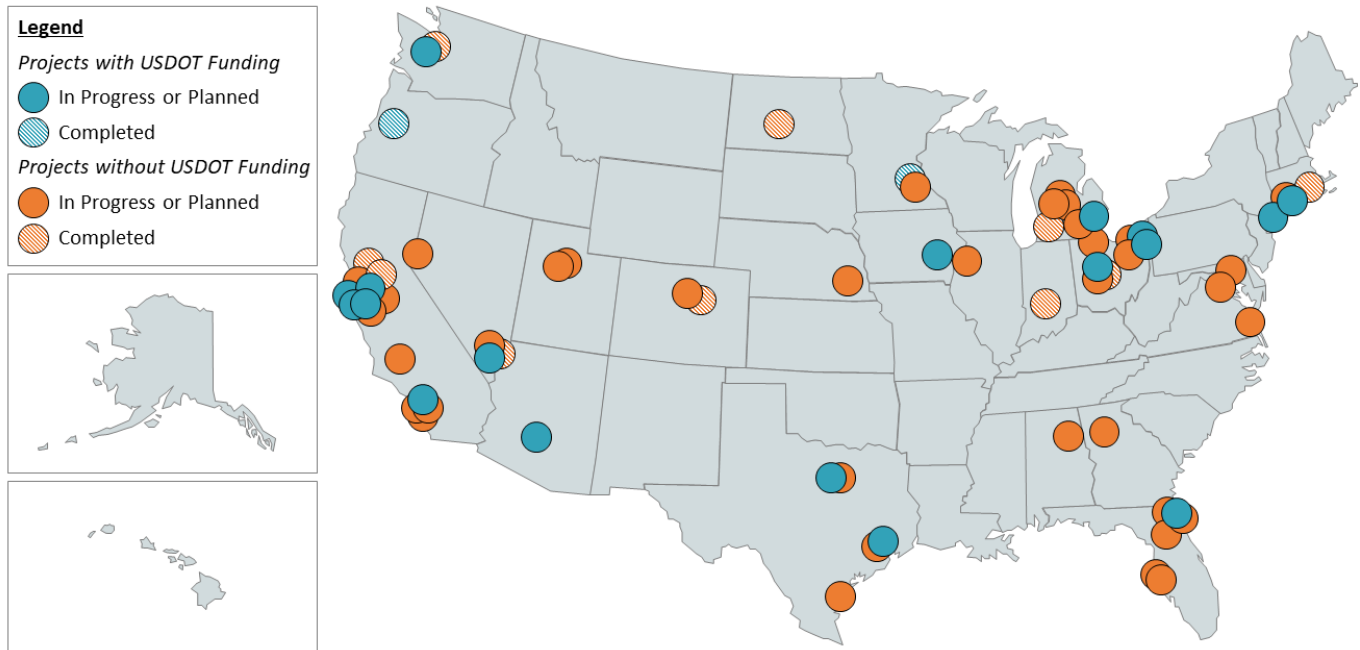 Legend
Projects with USDOT Funding
In Progress or Planned
Completed
Projects without USDOT Funding
In Progress or Planned
Completed